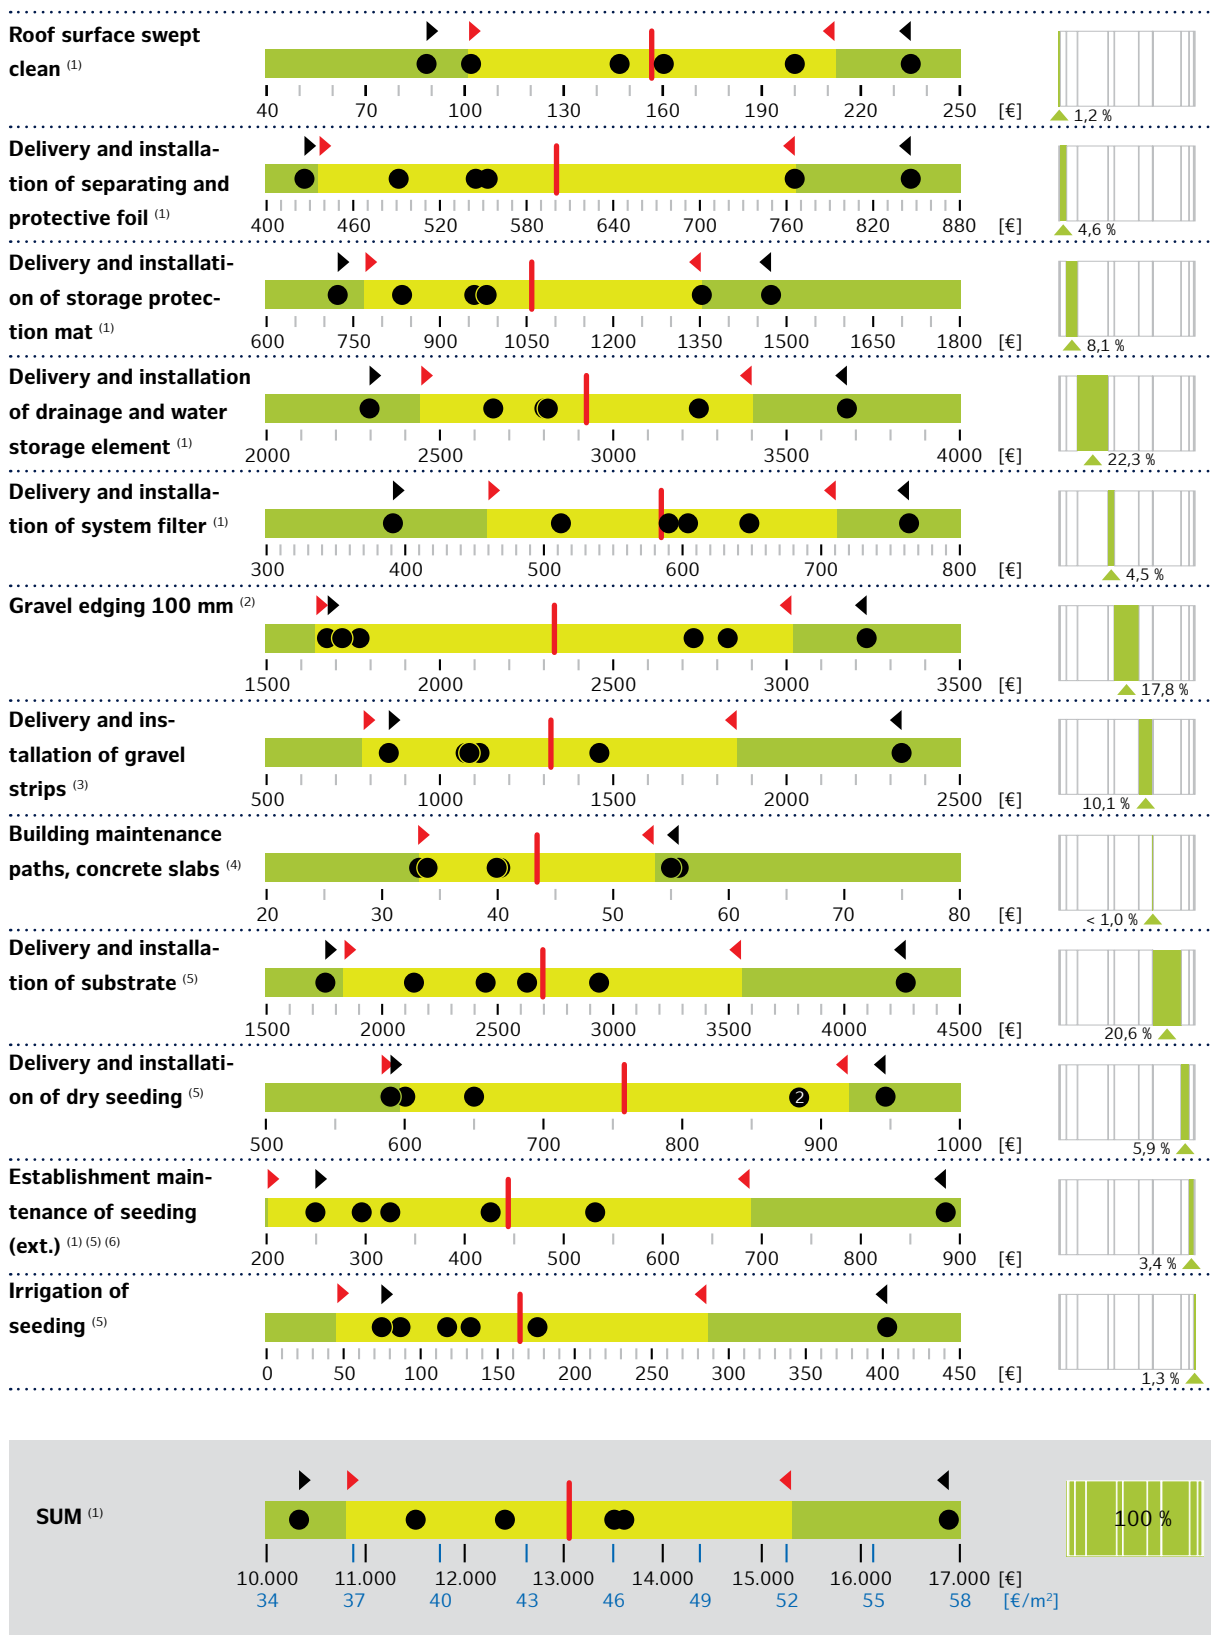 Roof surface swept
clean (1)
40 70 100 130 160 190 220 250 [€]
1,2 %
Delivery and installa-
tion of separating and
protective foil (1)
400 460 520 580 640 700 760 820 880 [€]
4,6 %
Delivery and installati-
on of storage protec-
tion mat (1)
600 750 900 1050 1200 1350 1500 1650 1800 [€]
8,1 %
Delivery and installation
of drainage and water
storage element (1)
2000 2500 3000 3500 4000 [€]
22,3 %
Delivery and installa-
tion of system filter (1)
300 400 500 600 700 800 [€]
4,5 %
Gravel edging 100 mm (2)
1500 2000 2500 3000 3500 [€]
17,8 %
Delivery and ins-
tallation of gravel
strips (3)
500 1000 1500 2000 2500 [€]
10,1 %
Building maintenance
paths, concrete slabs (4)
20 30 40 50 60 70 80 [€]
< 1,0 %
Delivery and installa-
tion of substrate (5)
1500 2000 2500 3000 3500 4000 4500 [€]
20,6 %
Delivery and installati-
on of dry seeding (5)
2
500 600 700 800 900 1000 [€]
5,9 %
Establishment main-
tenance of seeding
(ext.) (1) (5) (6)
200 300 400 500 600 700 800 900 [€]
3,4 %
Irrigation of
seeding (5)
0 50 100 150 200 250 300 350 400 450 [€]
1,3 %
SUM (1)
100 %
10.000 11.000 12.000 13.000 14.000 15.000 16.000 17.000 [€]
34 37 40 43 46 49 52 55 58 [€/m²]